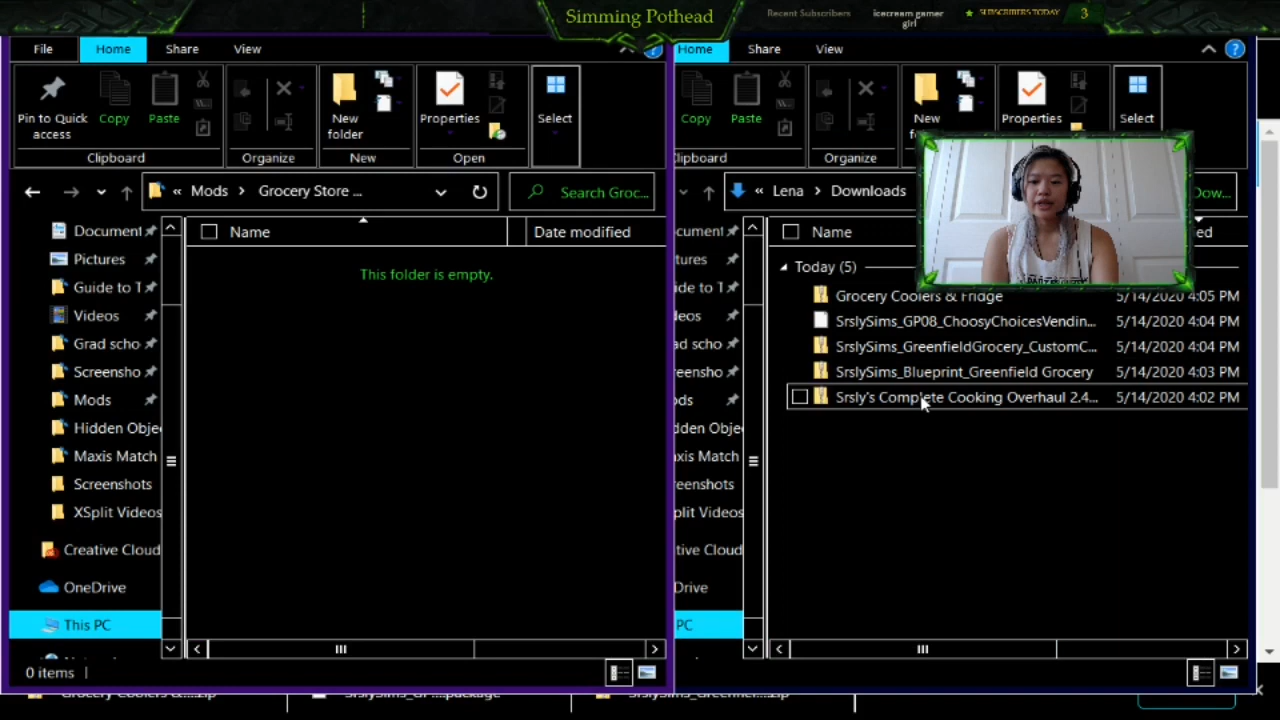 Simming Pothead
Recent Subscribers
icecream gamer
girl
SUBSCRIBERS TODAY
3
File
Home
Share
View
Pin to Quick
access
Copy
Paste
Clipboard
Organize
New
folder
New
Properties
Open
Select
« Mods > Grocery Store ...
Search Groc...
Document
Pictures
Guide to T
Videos
Grad scho
Screensho
Mods
Hidden Obje
Maxis Match
Screenshots
XSplit Videos
Creative Cloud
OneDrive
This PC
Name
Date modified
This folder is empty.
0 items
Home
Share
View
Copy
Paste
Clipboard
Organize
New
Properties
Select
« Lena > Downloads
Dow...
Name
Today (5)
Grocery Coolers & Fridge 5/14/2020 4:05 PM
SrslySims_GP08_ChoosyChoicesVendin... 5/14/2020 4:04 PM
SrslySims_GreenfieldGrocery_CustomC... 5/14/2020 4:04 PM
SrslySims_Blueprint_Greenfield Grocery 5/14/2020 4:03 PM
Srsly's Complete Cooking Overhaul 2.4... 5/14/2020 4:02 PM